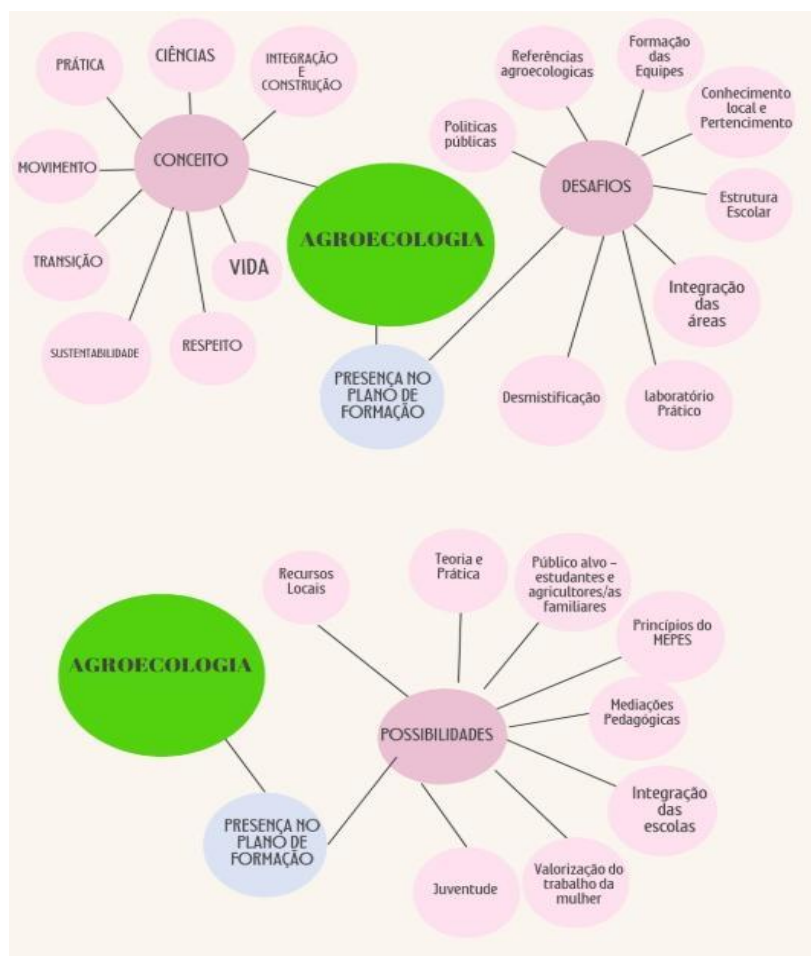 PRÁTICA
CIÊNCIAS
INTEGRAÇÃO
E
CONSTRUÇÃO
MOVIMENTO
CONCEITO
TRANSIÇÃO
VIDA
SUSTENTABILIDADE
RESPEITO
AGROECOLOGIA
PRESENÇA NO
PLANO DE
FORMAÇÃO
Referências
agroecologicas
Formação
das
Equipes
Politicas
públicas
Conhecimento
local e
Pertencimento
DESAFIOS
Estrutura
Escolar
Integração
das
áreas
Desmistificação
laboratório
Prático
Recursos
Locais
Teoria e
Prática
Público alvo –
estudantes e
agricultores/as
familiares
Princípios do
MEPES
AGROECOLOGIA
POSSIBILIDADES
Mediações
Pedagógicas
Integração
das
escolas
PRESENÇA NO
PLANO DE
FORMAÇÃO
Juventude
Valorização do
trabalho da
mulher